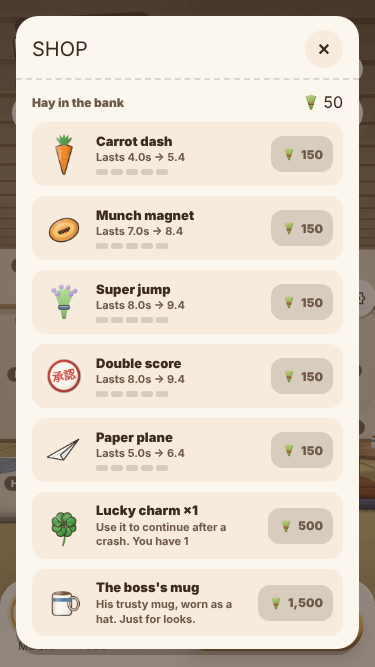 SHOP
×
Hay in the bank
50
Carrot dash
Lasts 4.0s → 5.4
150
Munch magnet
Lasts 7.0s → 8.4
150
Super jump
Lasts 8.0s → 9.4
150
承認
Double score
Lasts 8.0s → 9.4
150
Paper plane
Lasts 5.0s → 6.4
150
Lucky charm ×1
Use it to continue after a
crash. You have 1
500
The boss's mug
His trusty mug, worn as a
hat. Just for looks.
1,500